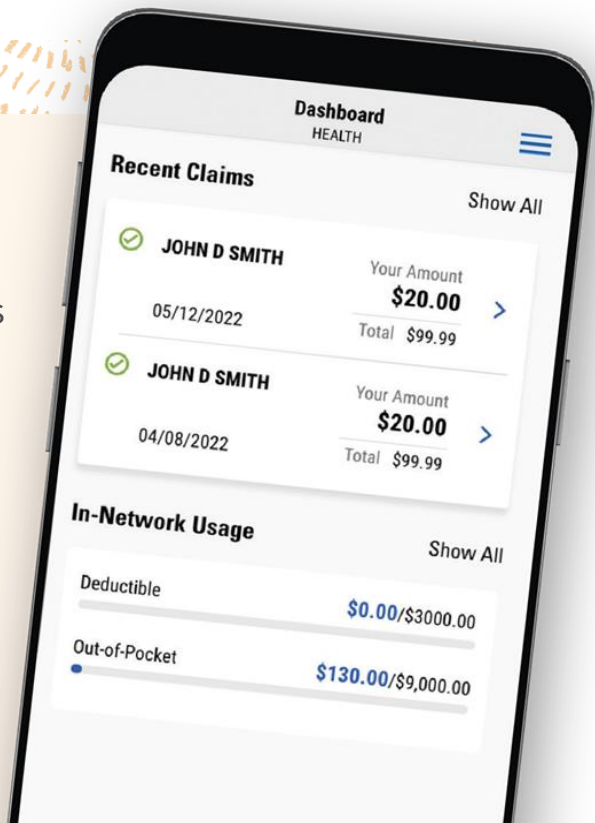 Dashboard
HEALTH
Recent Claims
Show All
JOHN D SMITH
Your Amount
$20.00
05/12/2022
Total $99.99
JOHN D SMITH
Your Amount
$20.00
04/08/2022
Total $99.99
In-Network Usage
Show All
Deductible
$0.00/$3000.00
Out-of-Pocket
$130.00/$9,000.00